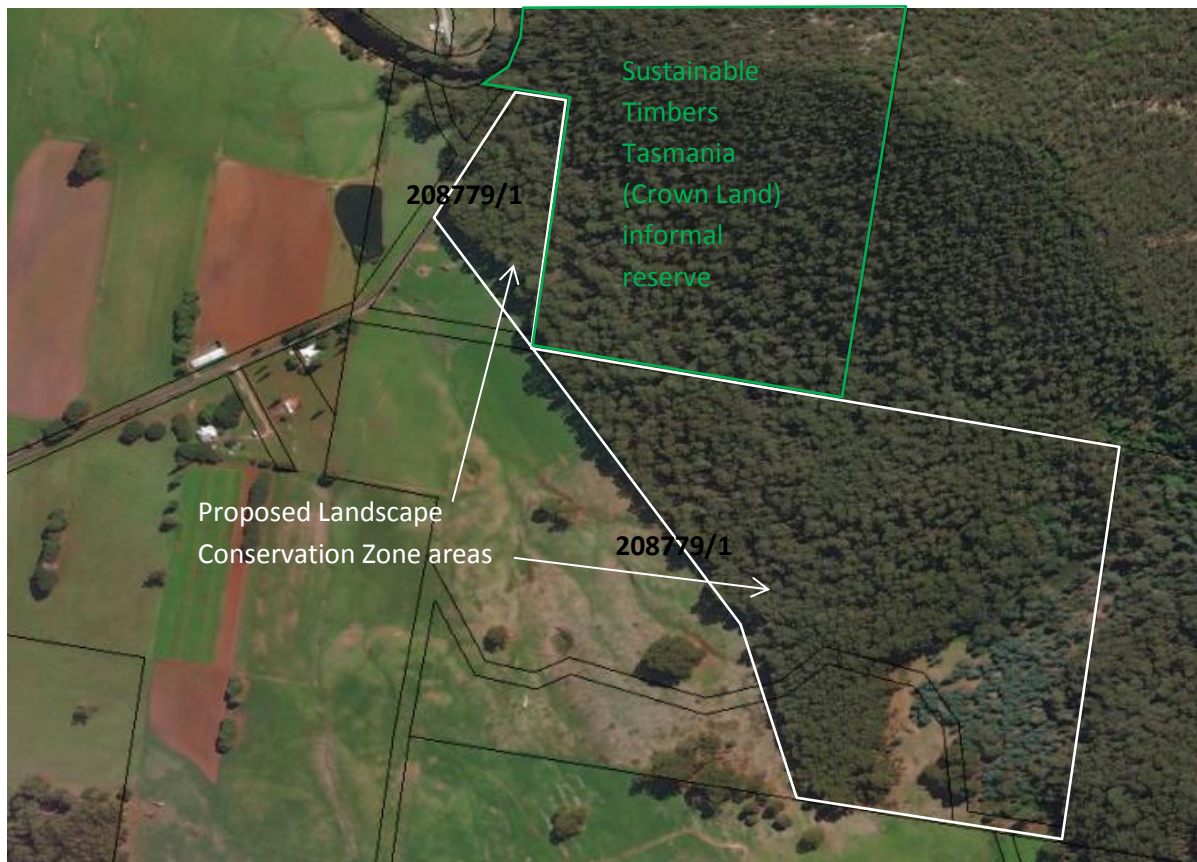 Sustainable
Timbers
Tasmania
(Crown Land)
informal
reserve
208779/1
Proposed Landscape
Conservation Zone areas
208779/1